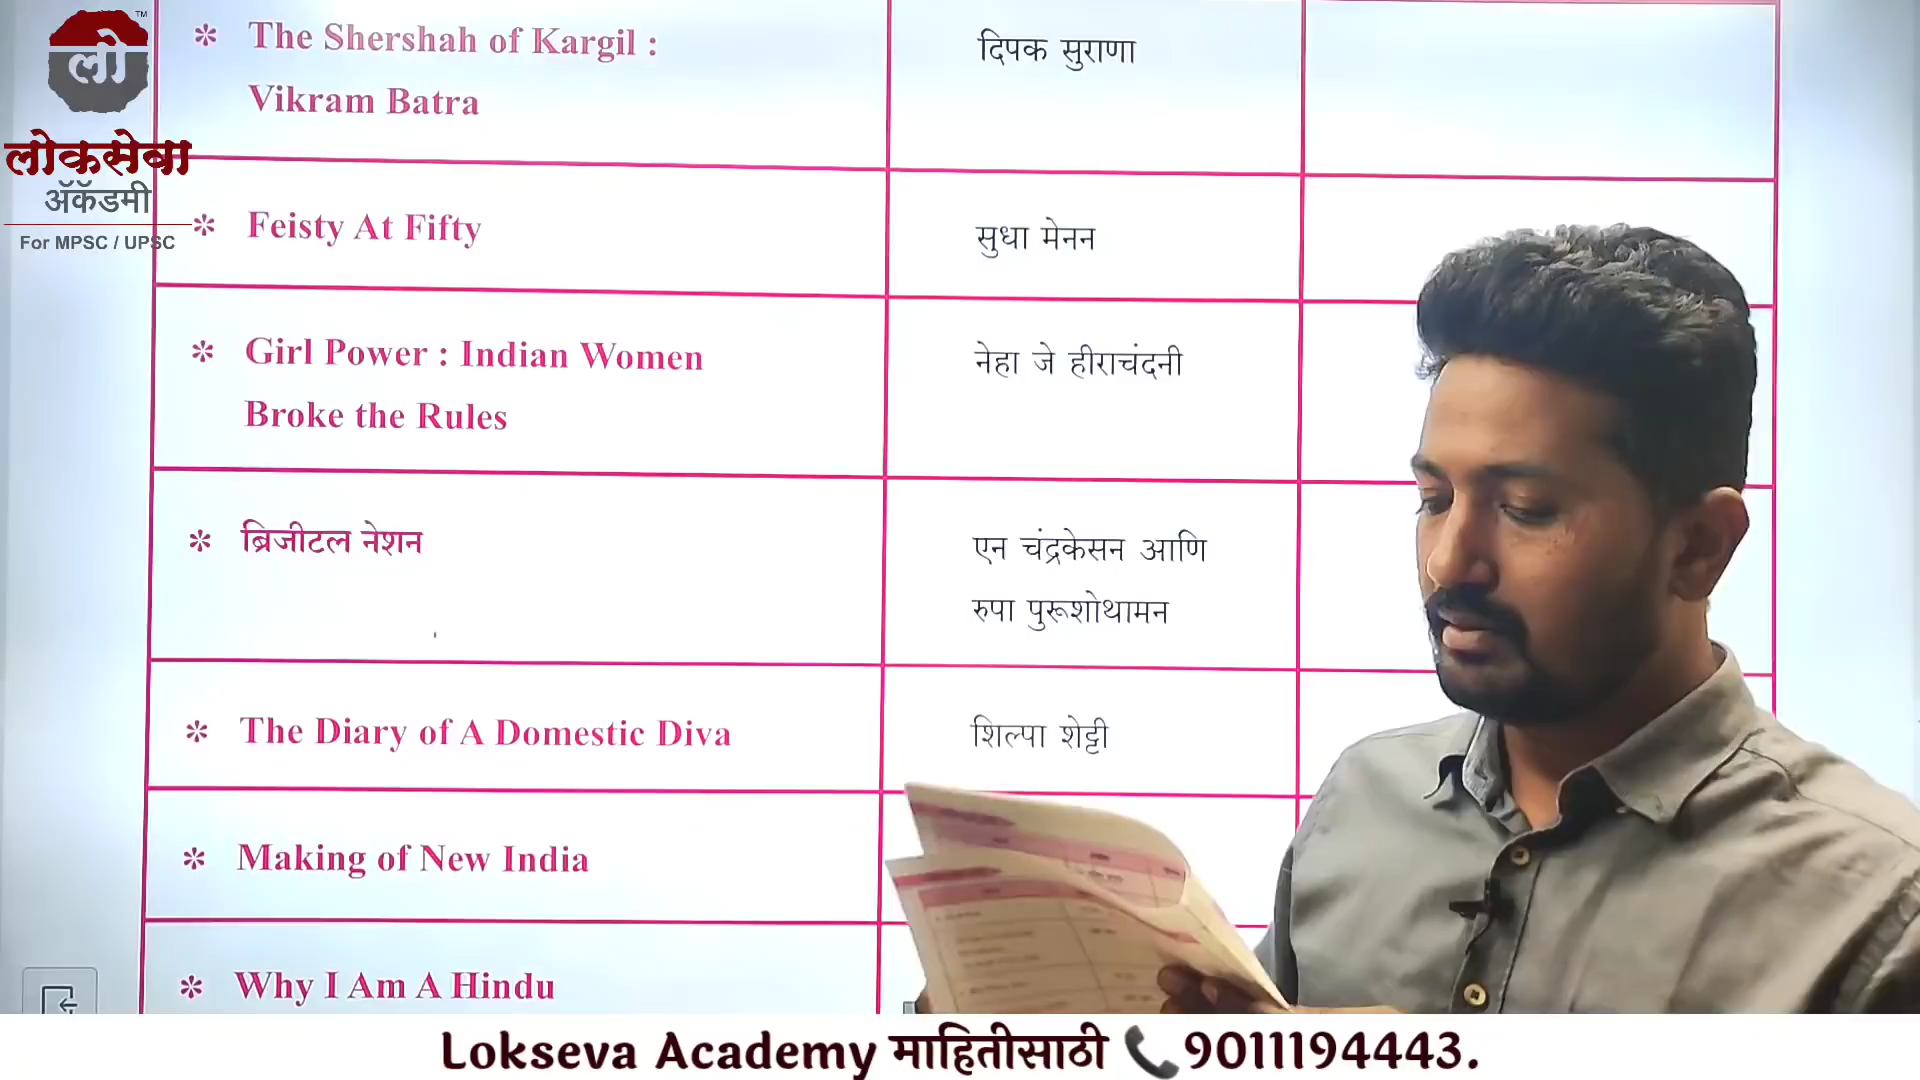 TM
लो
लोकसेवा
ॲकॅडमी
For MPSC / UPSC
* The Shershah of Kargil :
Vikram Batra
दिपक सुराणा
* Feisty At Fifty
सुधा मेनन
* Girl Power : Indian Women
Broke the Rules
नेहा जे हीराचंदनी
* ब्रिजीटल नेशन
एन चंद्रकेसन आणि
रुपा पुरूशोथामन
* The Diary of A Domestic Diva
शिल्पा शेट्टी
* Making of New India
* Why I Am A Hindu
Lokseva Academy माहितीसाठी 📞9011194443.